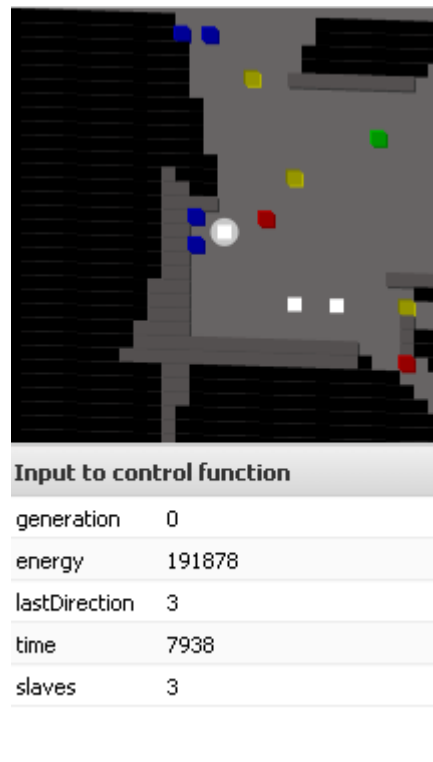 Input to control function
generation 0
energy 191878
lastDirection 3
time 7938
slaves 3